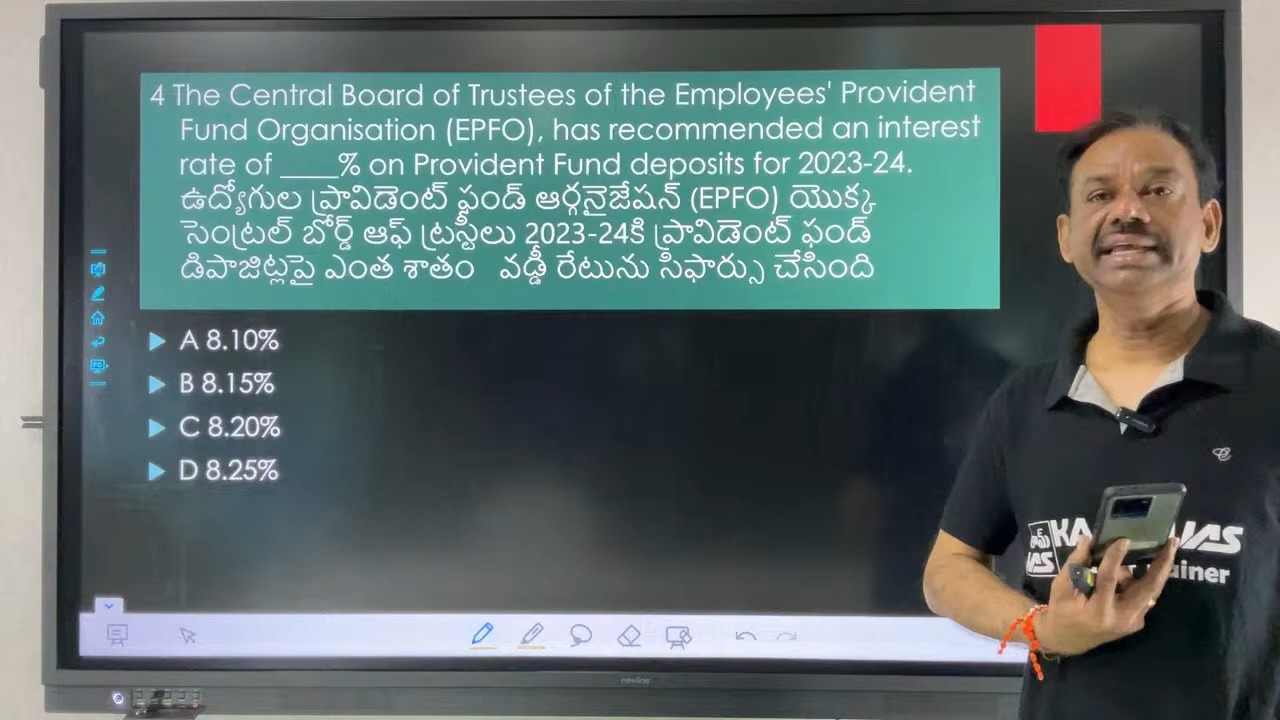 4 The Central Board of Trustees of the Employees' Provident
Fund Organisation (EPFO), has recommended an interest
rate of ____% on Provident Fund deposits for 2023-24.
ఉద్యోగుల ప్రావిడెంట్ ఫండ్ ఆర్గనైజేషన్ (EPFO) యొక్క
సెంట్రల్ బోర్డ్ ఆఫ్ ట్రస్టీలు 2023-24కి ప్రావిడెంట్ ఫండ్
డిపాజిట్లపై ఎంత శాతం వడ్డీ రేటును సిఫార్సు చేసింది
A 8.10%
B 8.15%
C 8.20%
D 8.25%
newline